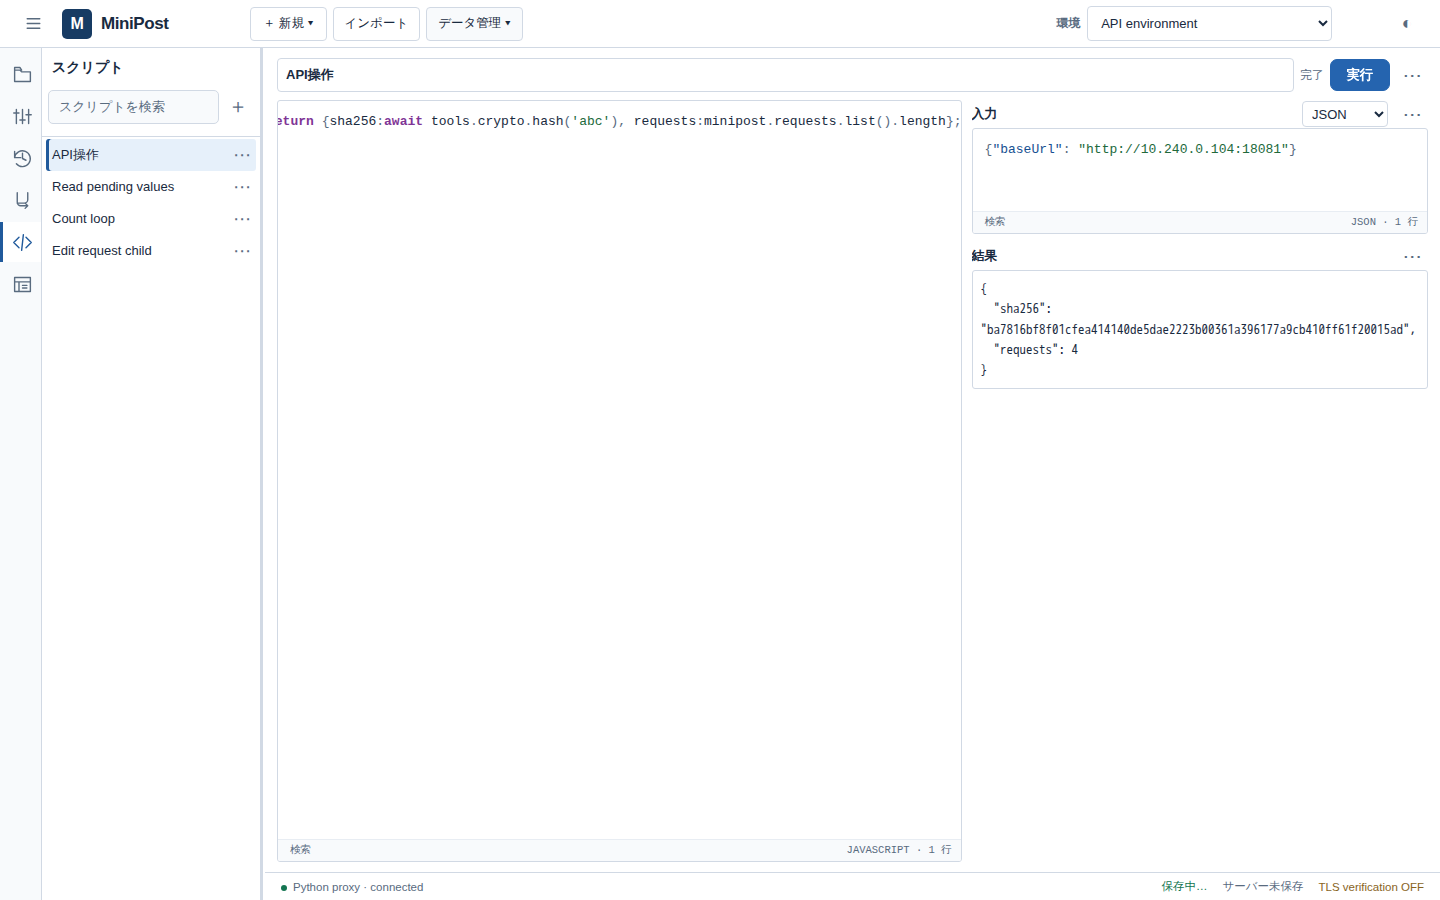 M MiniPost
＋ 新規 ▾
インポート
データ管理 ▾
環境
API environment
スクリプト
スクリプトを検索
＋
API操作
Read pending values
Count loop
Edit request child
API操作
完了
実行
eturn {sha256:await tools.crypto.hash('abc'), requests:minipost.requests.list().length};
検索
JAVASCRIPT · 1 行
入力
JSON
{"baseUrl": "http://10.240.0.104:18081"}
検索
JSON · 1 行
結果
{
"sha256":
"ba7816bf8f01cfea414140de5dae2223b00361a396177a9cb410ff61f20015ad",
"requests": 4
}
Python proxy · connected
保存中…
サーバー未保存
TLS verification OFF